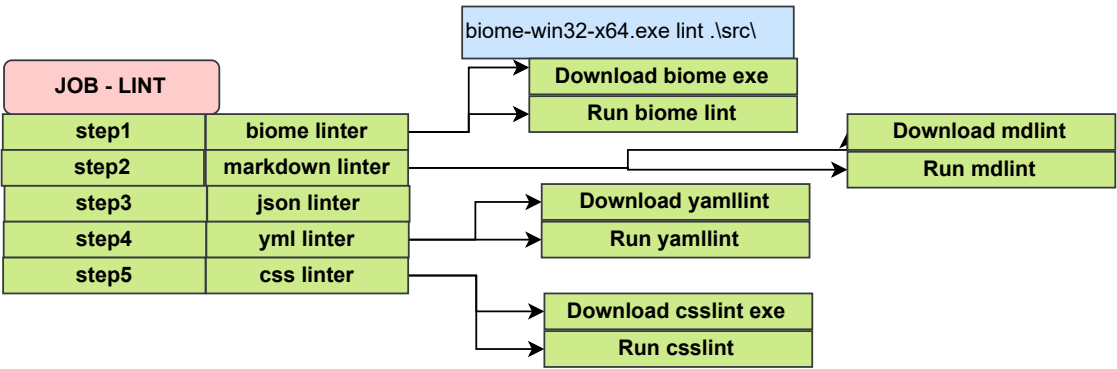 biome-win32-x64.exe lint .\src\
JOB - LINT
Download biome exe
Run biome lint
step1 biome linter
Download mdlint
step2 markdown linter
Run mdlint
step3 json linter
Download yamllint
step4 yml linter
Run yamllint
step5 css linter
Download csslint exe
Run csslint